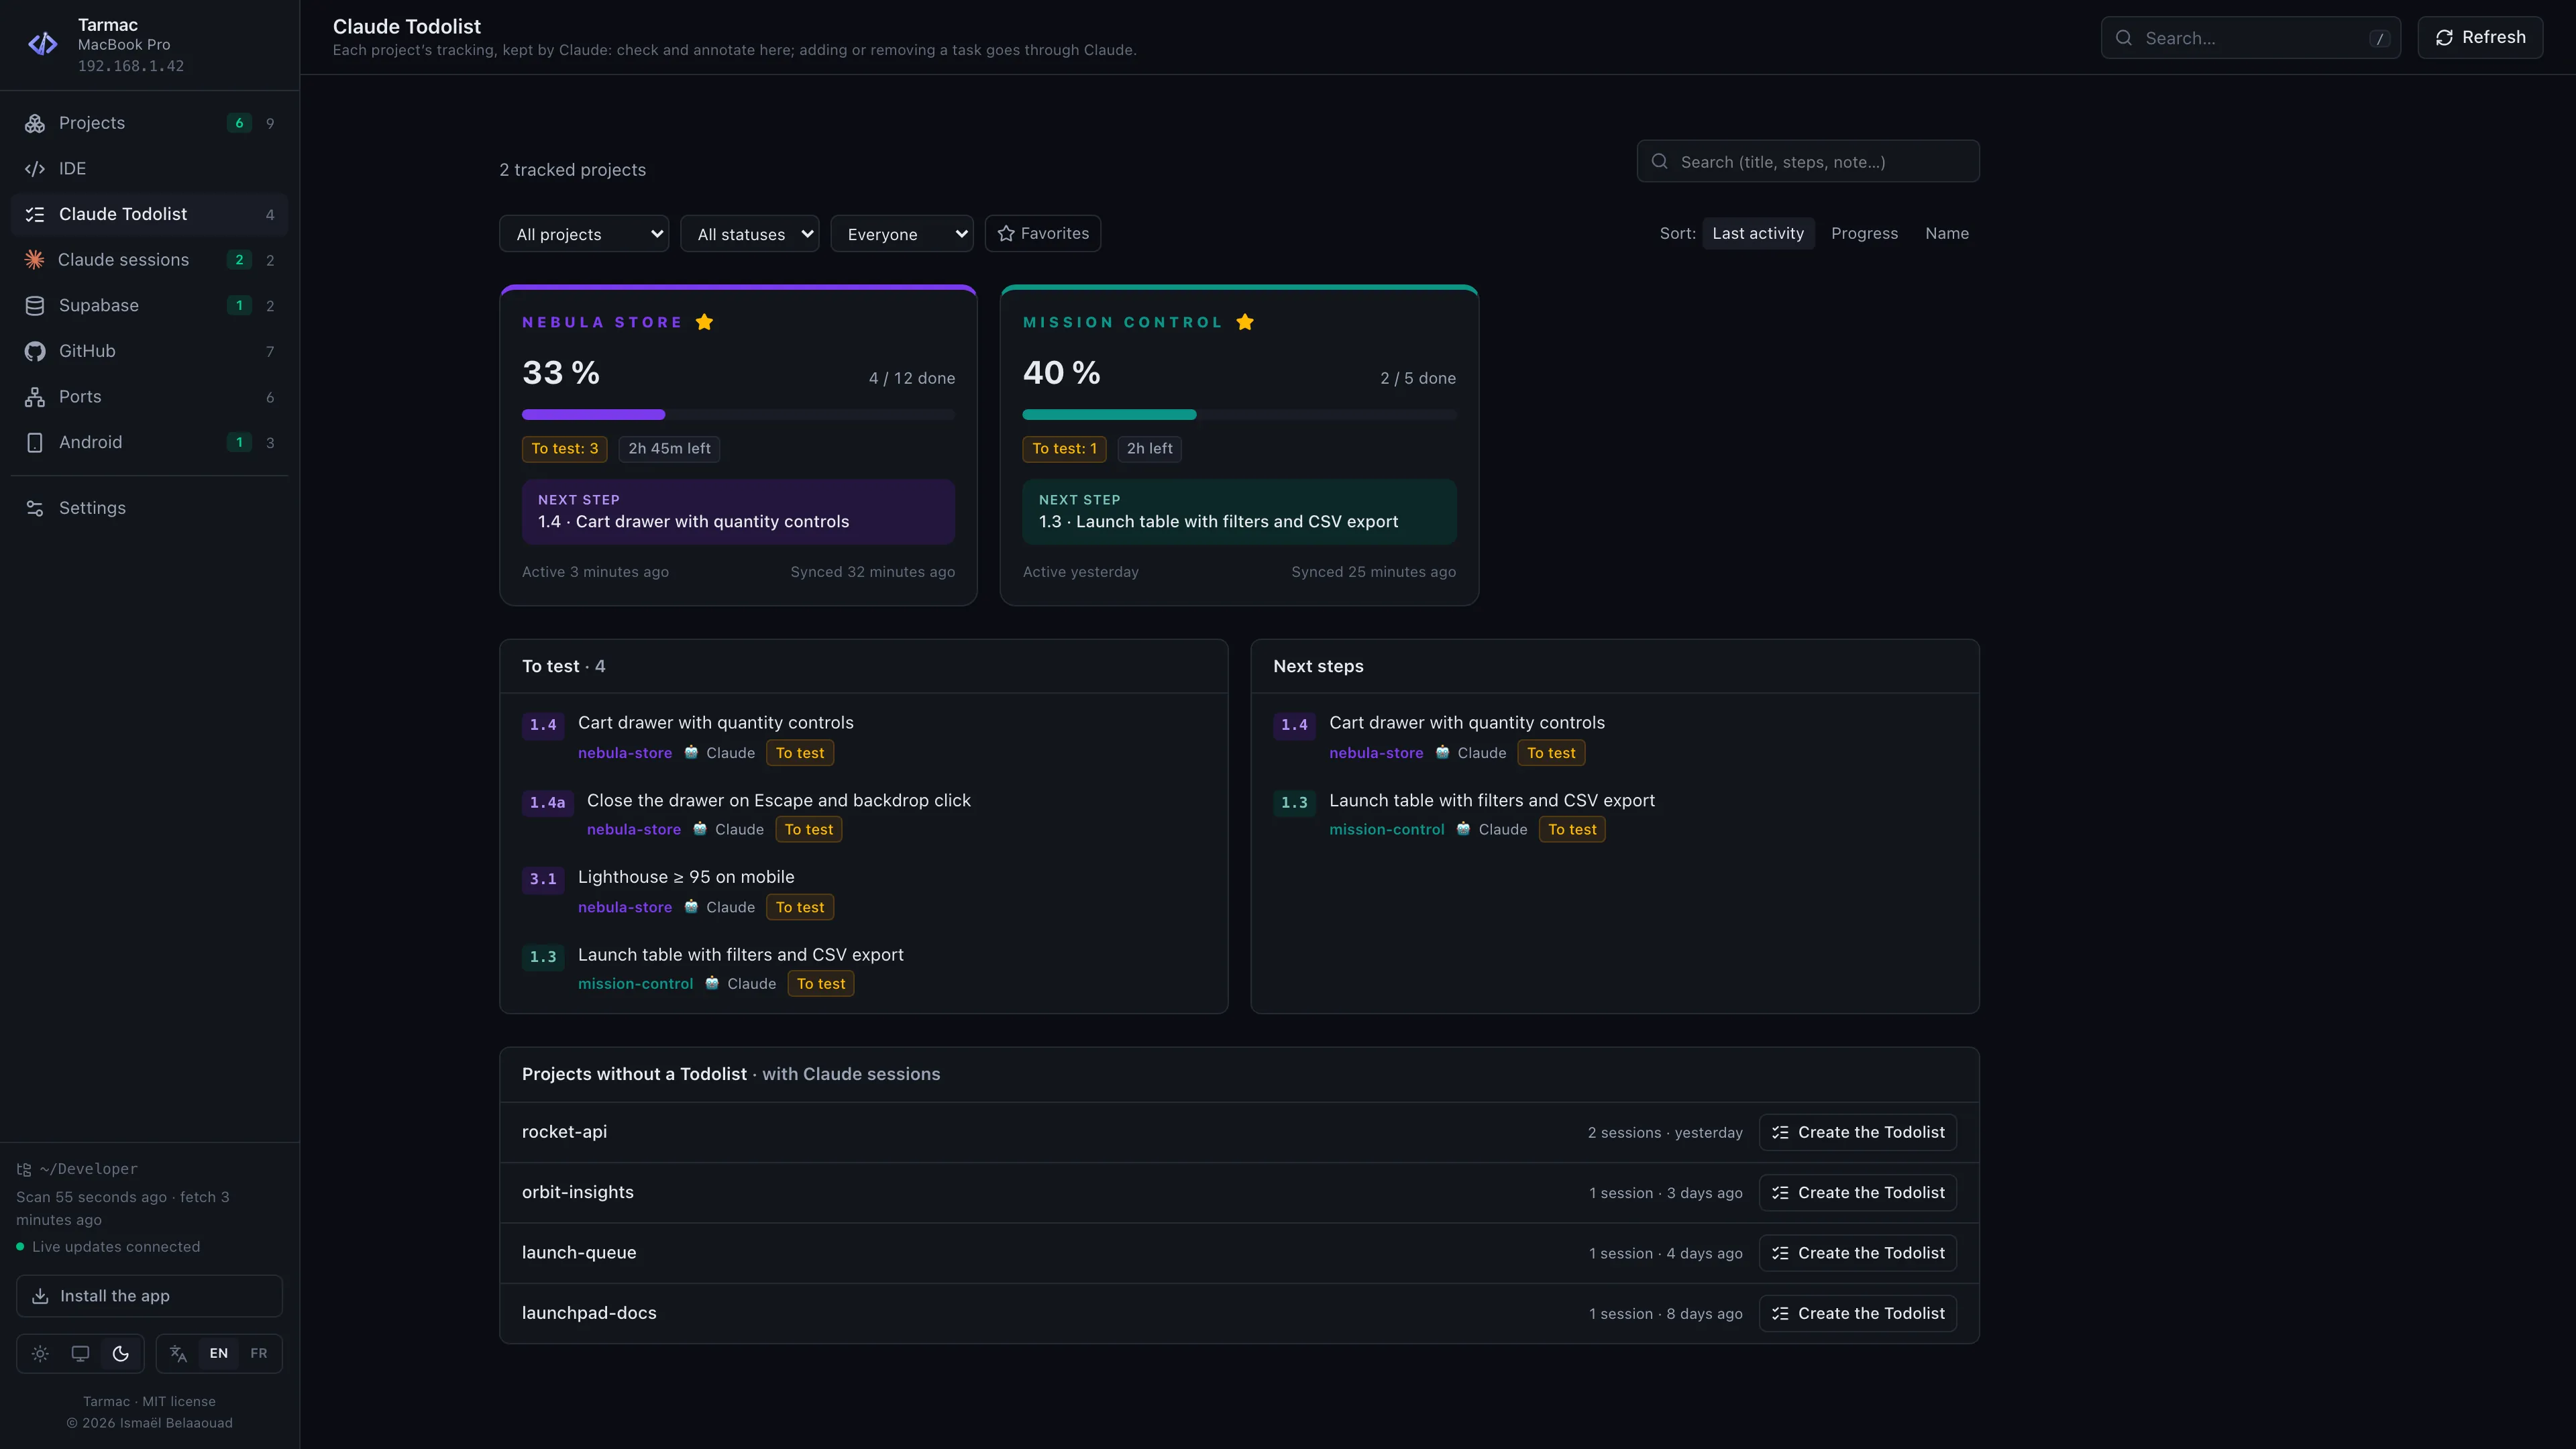 Tarmac
MacBook Pro
192.168.1.42
Projects 6 9
IDE
Claude Todolist 4
Claude sessions 2 2
Supabase 1 2
GitHub 7
Ports 6
Android 1 3
Settings
~/Developer
Scan 55 seconds ago · fetch 3
minutes ago
Live updates connected
Install the app
EN FR
Tarmac · MIT license
© 2026 Ismaël Belaaouad
Claude Todolist
Each project's tracking, kept by Claude: check and annotate here; adding or removing a task goes through Claude.
Search... /
Refresh
2 tracked projects
Search (title, steps, note...)
All projects All statuses Everyone Favorites
Sort: Last activity Progress Name
NEBULA STORE
33 % 4 / 12 done
To test: 3 2h 45m left
NEXT STEP
1.4 · Cart drawer with quantity controls
Active 3 minutes ago Synced 32 minutes ago
MISSION CONTROL
40 % 2 / 5 done
To test: 1 2h left
NEXT STEP
1.3 · Launch table with filters and CSV export
Active yesterday Synced 25 minutes ago
To test · 4
1.4 Cart drawer with quantity controls
nebula-store Claude To test
1.4a Close the drawer on Escape and backdrop click
nebula-store Claude To test
3.1 Lighthouse ≥ 95 on mobile
nebula-store Claude To test
1.3 Launch table with filters and CSV export
mission-control Claude To test
Next steps
1.4 Cart drawer with quantity controls
nebula-store Claude To test
1.3 Launch table with filters and CSV export
mission-control Claude To test
Projects without a Todolist · with Claude sessions
rocket-api 2 sessions · yesterday Create the Todolist
orbit-insights 1 session · 3 days ago Create the Todolist
launch-queue 1 session · 4 days ago Create the Todolist
launchpad-docs 1 session · 8 days ago Create the Todolist